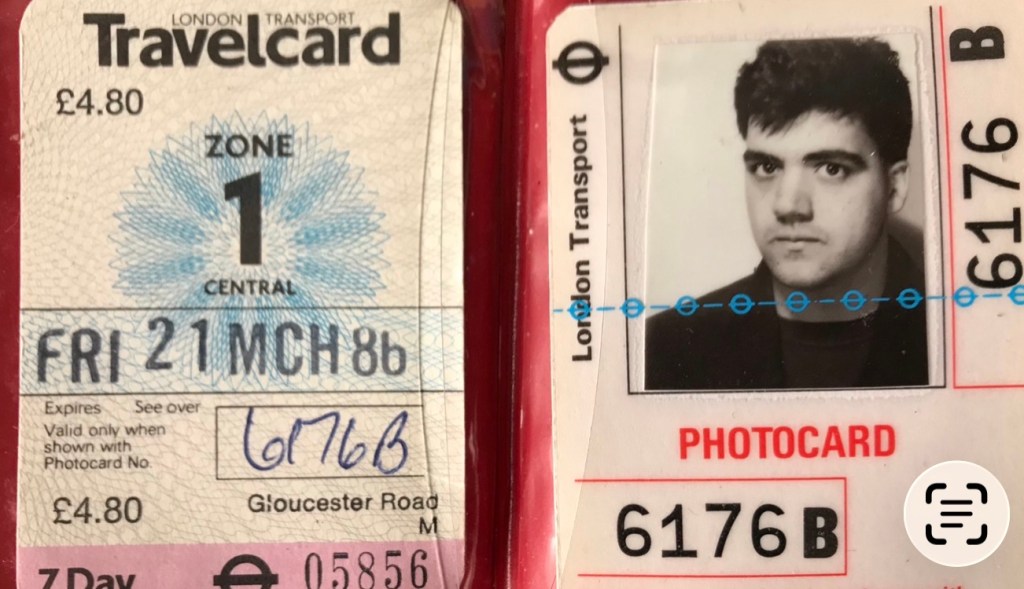 LONDON TRANSPORT
Travelcard
£4.80
ZONE
1
CENTRAL
FRI 21 MCH 86
Expires See over
Valid only when
shown with
Photocard No.
6176B
£4.80
Gloucester Road
M
7 Day
05856
London Transport
6176 B
PHOTOCARD
6176B